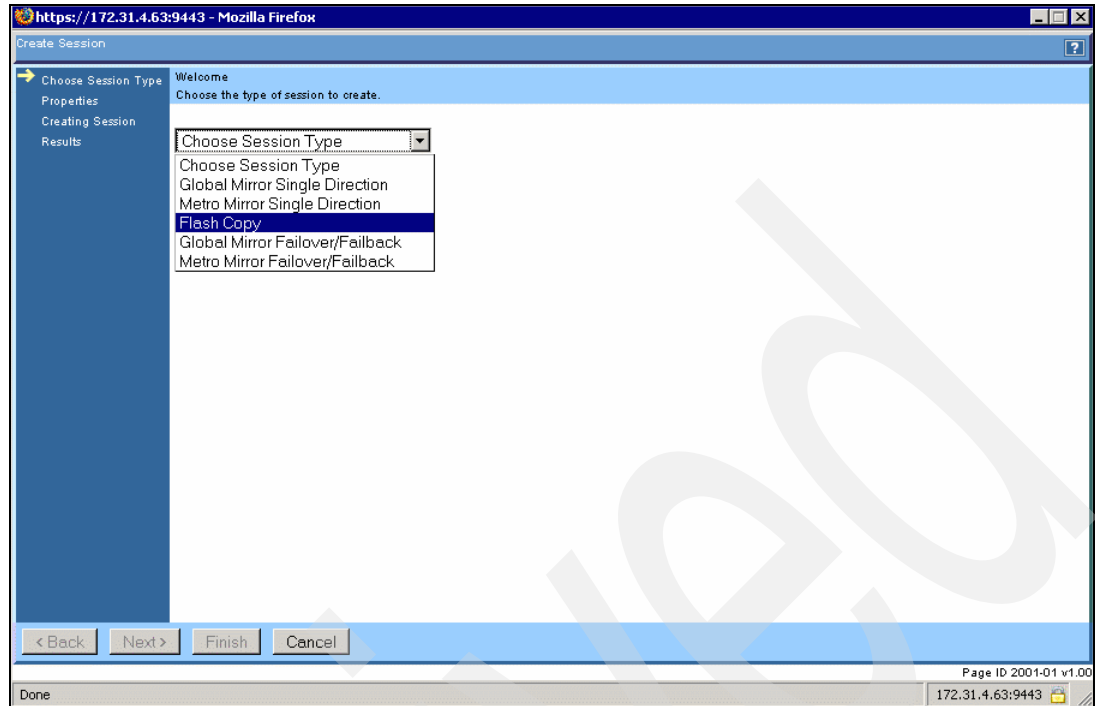 https://172.31.4.63:9443 - Mozilla Firefox
Create Session
?
Choose Session Type
Properties
Creating Session
Results
Welcome
Choose the type of session to create.
Choose Session Type
Choose Session Type
Global Mirror Single Direction
Metro Mirror Single Direction
Flash Copy
Global Mirror Failover/Failback
Metro Mirror Failover/Failback
< Back
Next >
Finish
Cancel
Page ID 2001-01 v1.00
Done
172.31.4.63:9443